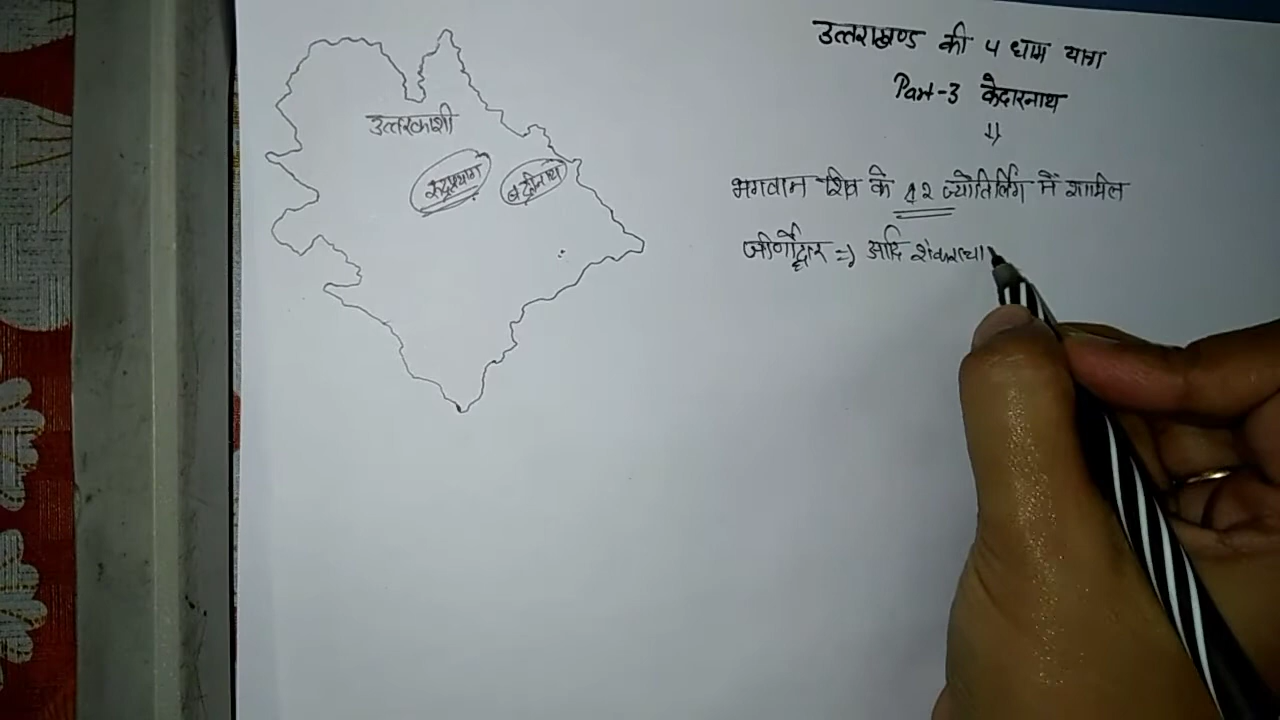 उत्तराखण्ड की 4 धाम यात्रा
Part-3 केदारनाथ
भगवान शिव के 12 ज्योतिर्लिंग में शामिल
जीर्णोद्वार => आदि शंकराचा
उत्तरकाशी
रूद्रप्रयाग
बद्रीनाथ